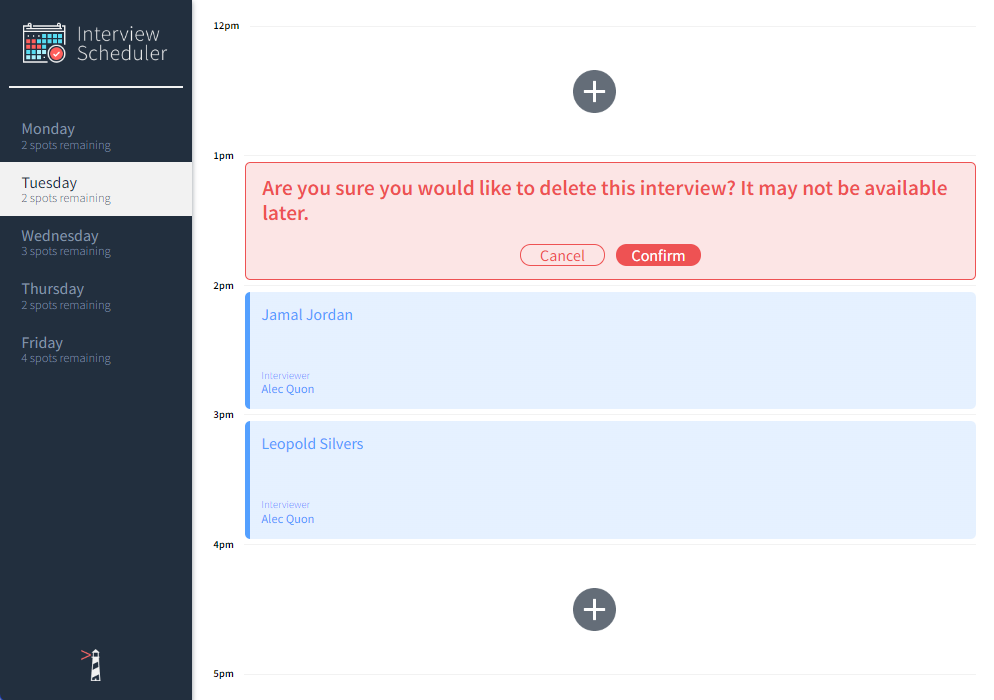 Interview
Scheduler
Monday
2 spots remaining
Tuesday
2 spots remaining
Wednesday
3 spots remaining
Thursday
2 spots remaining
Friday
4 spots remaining
12pm
1pm
Are you sure you would like to delete this interview? It may not be available
later.
Cancel Confirm
2pm
Jamal Jordan
Interviewer
Alec Quon
3pm
Leopold Silvers
Interviewer
Alec Quon
4pm
5pm